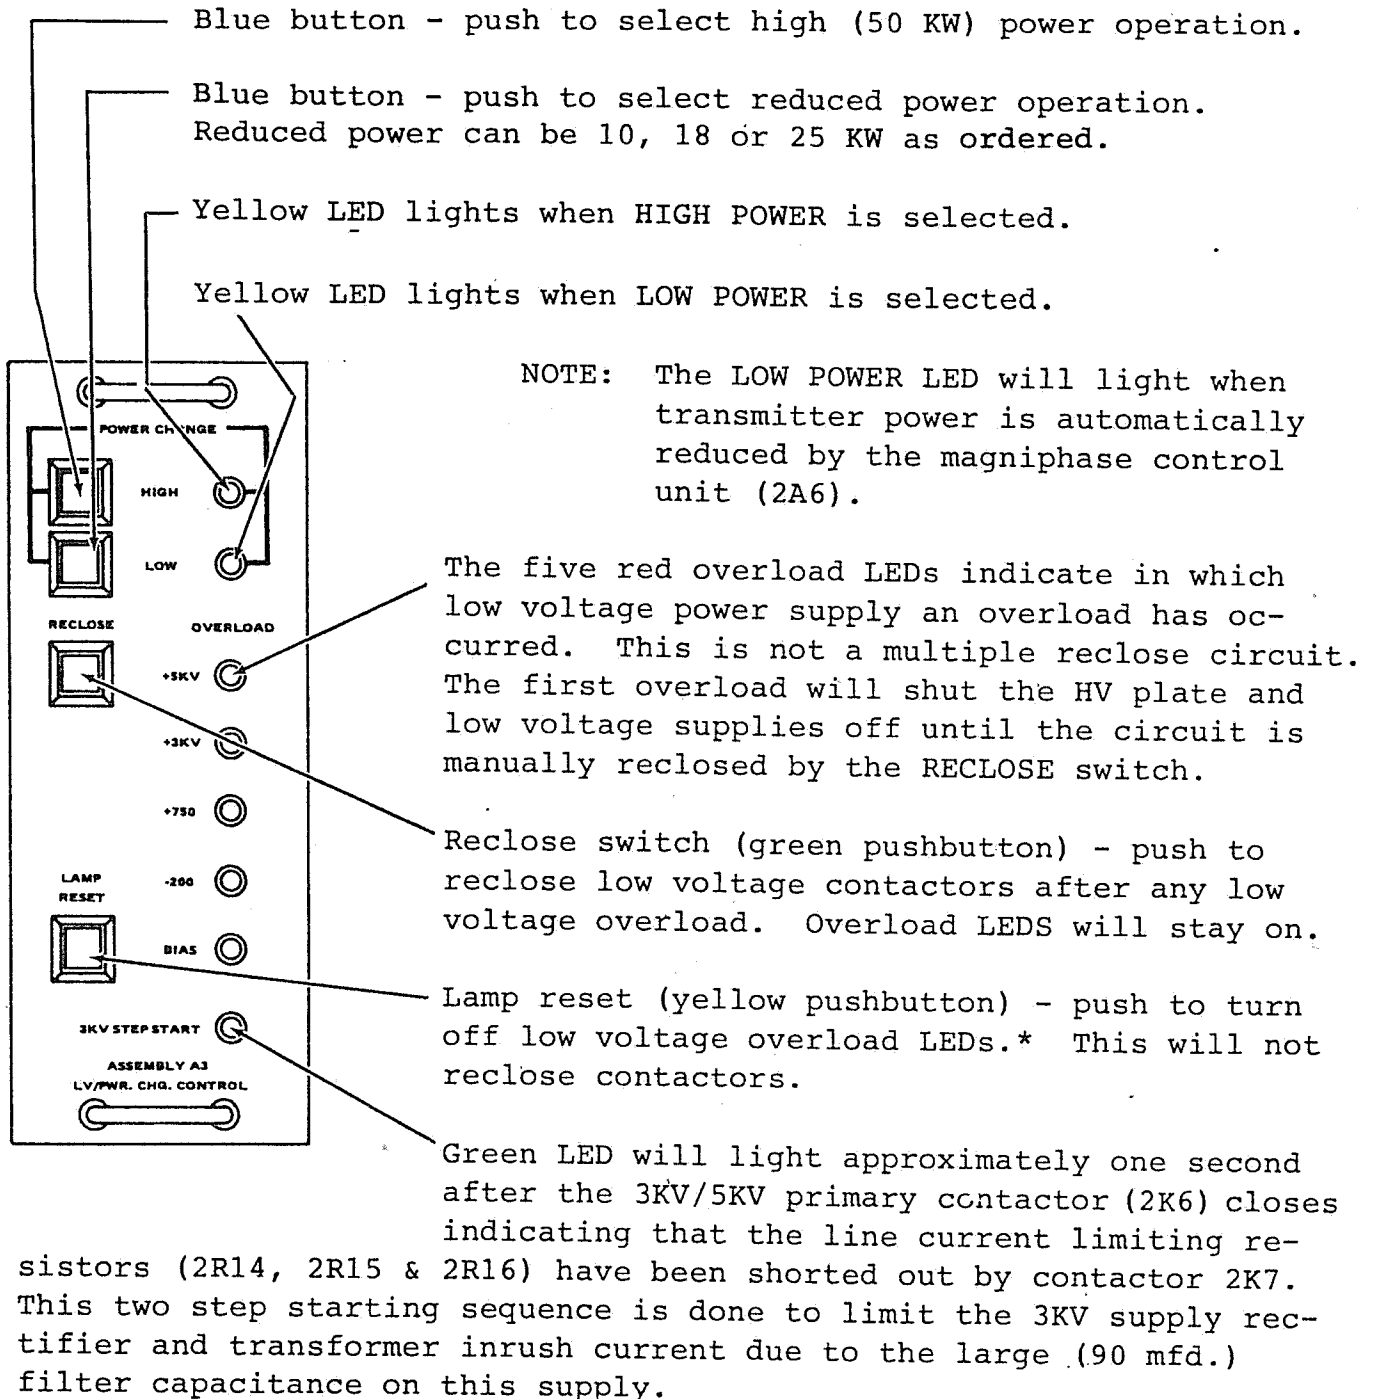 Blue button - push to select high (50 KW) power operation.
Blue button - push to select reduced power operation.
Reduced power can be 10, 18 or 25 KW as ordered.
Yellow LED lights when HIGH POWER is selected.
Yellow LED lights when LOW POWER is selected.
NOTE: The LOW POWER LED will light when
transmitter power is automatically
reduced by the magniphase control
unit (2A6).
POWER CHANGE
HIGH
LOW
RECLOSE
OVERLOAD
+5KV
+3KV
+750
LAMP
RESET
-200
BIAS
3KV STEP START
ASSEMBLY A3
LV/PWR. CHG. CONTROL
The five red overload LEDs indicate in which
low voltage power supply an overload has oc-
curred. This is not a multiple reclose circuit.
The first overload will shut the HV plate and
low voltage supplies off until the circuit is
manually reclosed by the RECLOSE switch.
Reclose switch (green pushbutton) - push to
reclose low voltage contactors after any low
voltage overload. Overload LEDS will stay on.
Lamp reset (yellow pushbutton) - push to turn
off low voltage overload LEDs.* This will not
reclose contactors.
Green LED will light approximately one second
after the 3KV/5KV primary contactor (2K6) closes
indicating that the line current limiting re-
sistors (2R14, 2R15 & 2R16) have been shorted out by contactor 2K7.
This two step starting sequence is done to limit the 3KV supply rec-
tifier and transformer inrush current due to the large (90 mfd.)
filter capacitance on this supply.